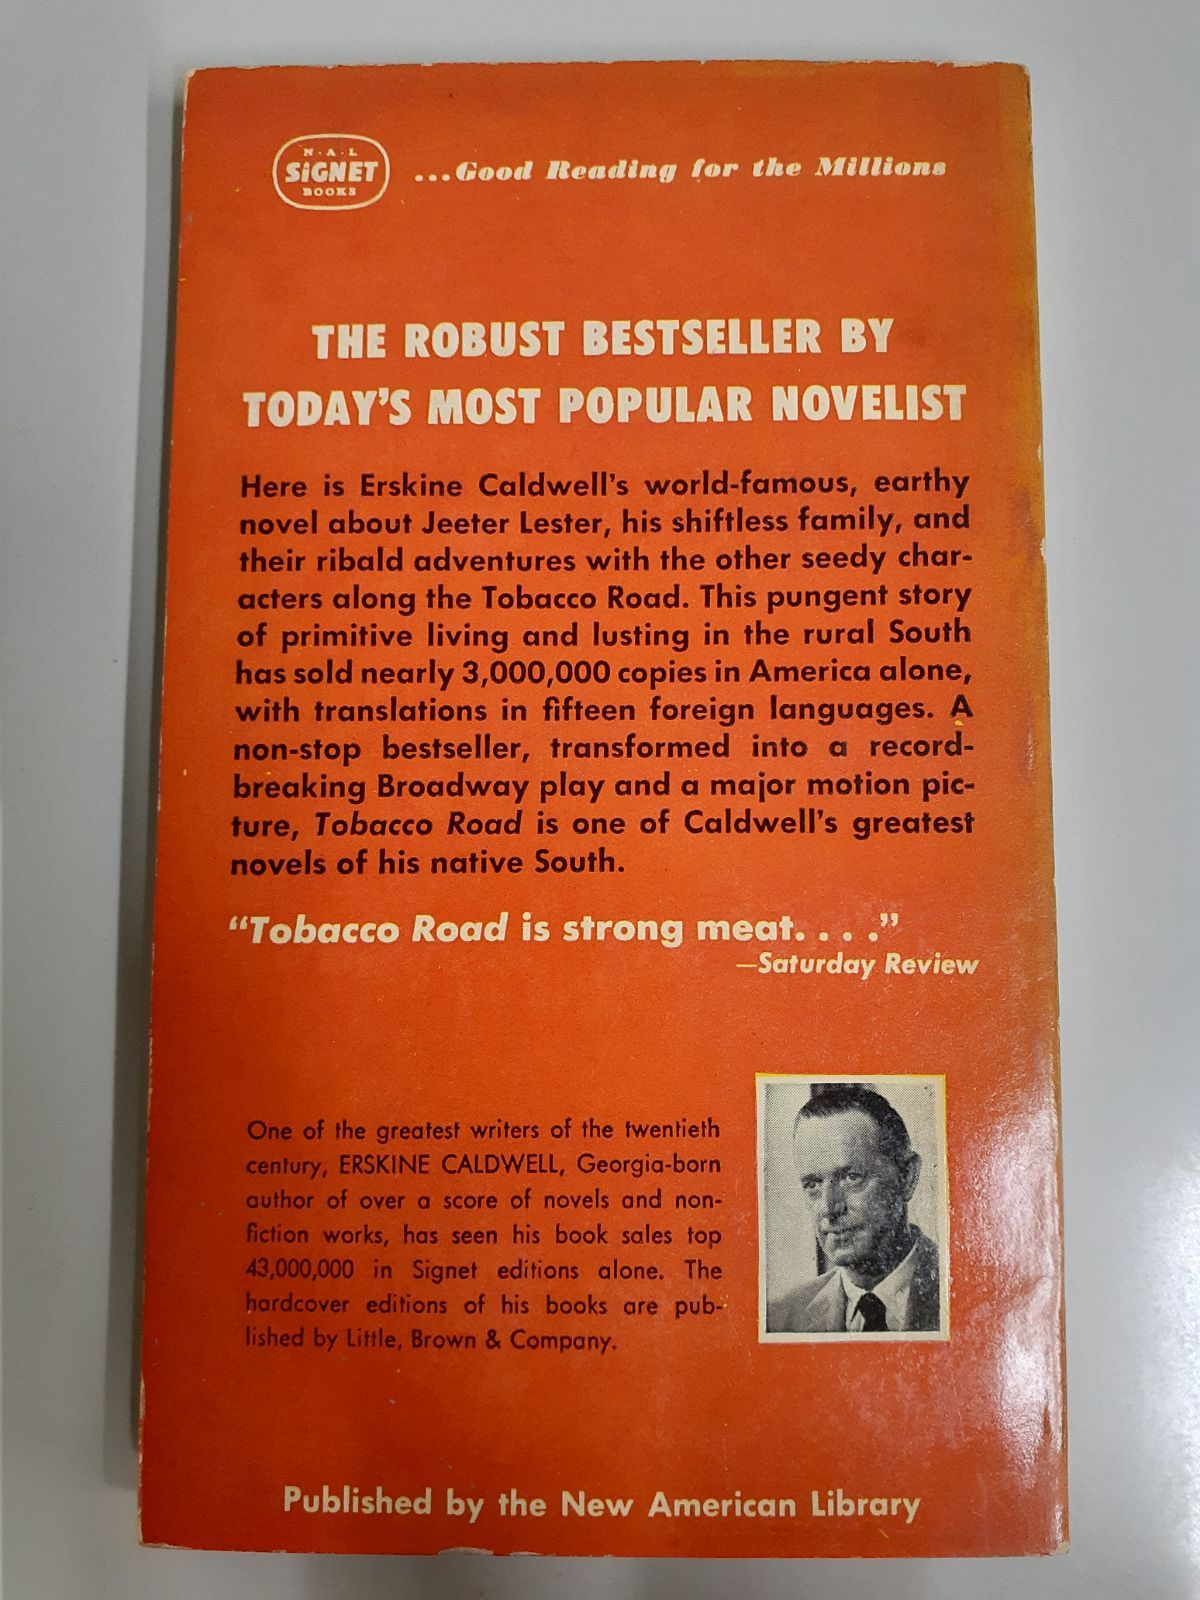 N·A·L
SiGNET
BOOKS
...Good Reading for the Millions
THE ROBUST BESTSELLER BY
TODAY'S MOST POPULAR NOVELIST
Here is Erskine Caldwell's world-famous, earthy
novel about Jeeter Lester, his shiftless family, and
their ribald adventures with the other seedy char-
acters along the Tobacco Road. This pungent story
of primitive living and lusting in the rural South
has sold nearly 3,000,000 copies in America alone,
with translations in fifteen foreign languages. A
non-stop bestseller, transformed into a record-
breaking Broadway play and a major motion pic-
ture, Tobacco Road is one of Caldwell's greatest
novels of his native South.
“Tobacco Road is strong meat. . . .”
—Saturday Review
One of the greatest writers of the twentieth
century, ERSKINE CALDWELL, Georgia-born
author of over a score of novels and non-
fiction works, has seen his book sales top
43,000,000 in Signet editions alone. The
hardcover editions of his books are pub-
lished by Little, Brown & Company.
Published by the New American Library